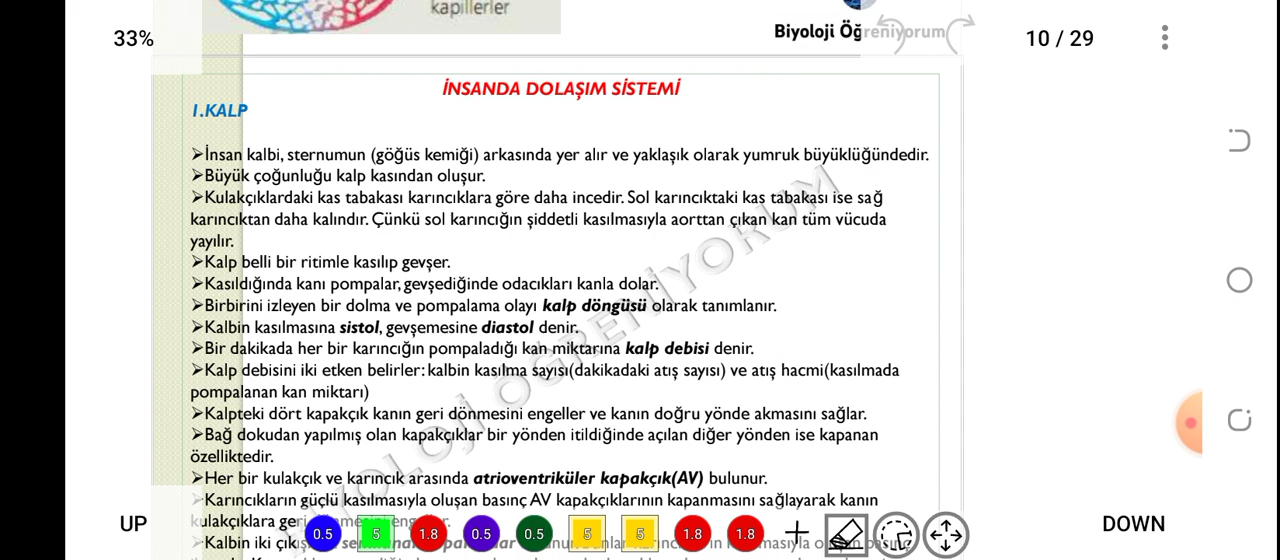 kapillerler
33%
Biyoloji Öğreniyorum
10 / 29
İNSANDA DOLAŞIM SİSTEMİ
1.KALP
➢İnsan kalbi, sternumun (göğüs kemiği) arkasında yer alır ve yaklaşık olarak yumruk büyüklüğündedir.
➢Büyük çoğunluğu kalp kasından oluşur.
➢Kulakçıklardaki kas tabakası karıncıklara göre daha incedir. Sol karıncıktaki kas tabakası ise sağ
karıncıktan daha kalındır. Çünkü sol karıncığın şiddetli kasılmasıyla aorttan çıkan kan tüm vücuda
yayılır.
➢Kalp belli bir ritimle kasılıp gevşer.
➢Kasıldığında kanı pompalar, gevşediğinde odacıkları kanla dolar.
➢Birbirini izleyen bir dolma ve pompalama olayı kalp döngüsü olarak tanımlanır.
➢Kalbin kasılmasına sistol, gevşemesine diastol denir.
➢Bir dakikada her bir karıncığın pompaladığı kan miktarına kalp debisi denir.
➢Kalp debisini iki etken belirler: kalbin kasılma sayısı(dakikadaki atış sayısı) ve atış hacmi(kasılmada
pompalanan kan miktarı)
➢Kalpteki dört kapakçık kanın geri dönmesini engeller ve kanın doğru yönde akmasını sağlar.
➢Bağ dokudan yapılmış olan kapakçıklar bir yönden itildiğinde açılan diğer yönden ise kapanan
özelliktedir.
➢Her bir kulakçık ve karıncık arasında atrioventriküler kapakçık(AV) bulunur.
➢Karıncıkların güçlü kasılmasıyla oluşan basınç AV kapakçıklarının kapanmasını sağlayarak kanın
kulakçıklara
➢Kalbin iki
BİYOLOJİ ÖĞRENİYORUM
UP
0.5
5
1.8
0.5
0.5
5
5
1.8
1.8
DOWN